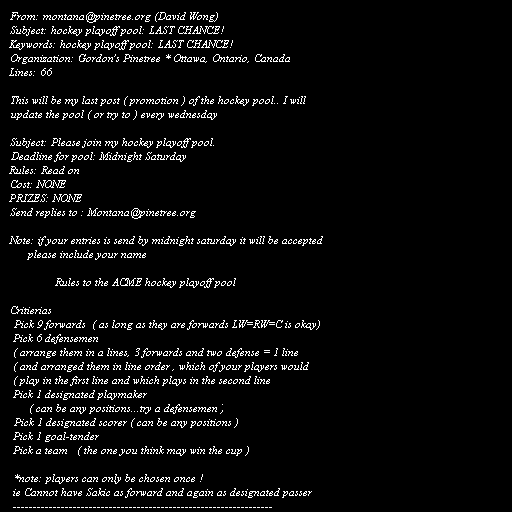 From: montana@pinetree.org (David Wong)
Subject: hockey playoff pool: LAST CHANCE!
Keywords: hockey playoff pool: LAST CHANCE!
Organization: Gordon's Pinetree * Ottawa, Ontario, Canada
Lines: 66

This will be my last post ( promotion ) of the hockey pool.. I will
update the pool ( or try to ) every wednesday

Subject: Please join my hockey playoff pool.
Deadline for pool: Midnight Saturday
Rules: Read on
Cost: NONE
PRIZES: NONE
Send replies to : Montana@pinetree.org

Note: if your entries is send by midnight saturday it will be accepted
please include your name

Rules to the ACME hockey playoff pool

Critierias
Pick 9 forwards ( as long as they are forwards LW=RW=C is okay)
Pick 6 defensemen
( arrange them in a lines, 3 forwards and two defense = 1 line
( and arranged them in line order , which of your players would
( play in the first line and which plays in the second line
Pick 1 designated playmaker
( can be any positions...try a defensemen ;
Pick 1 designated scorer ( can be any positions )
Pick 1 goal-tender
Pick a team ( the one you think may win the cup )

*note: players can only be chosen once !
ie Cannot have Sakic as forward and again as designated passer
-----------------------------------------------------------------